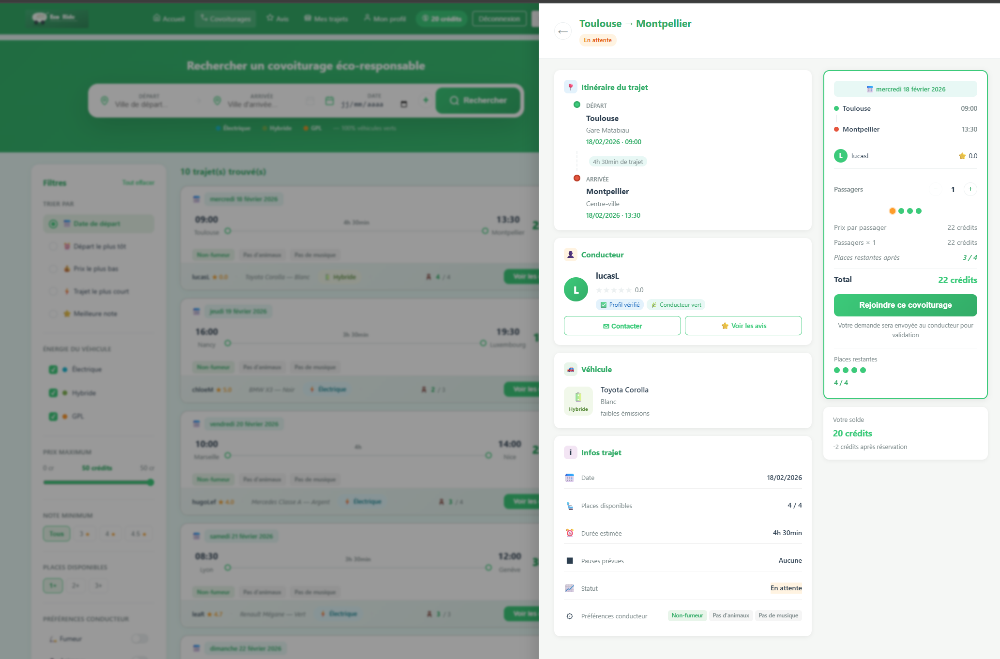 Eco Ride
Accueil
Covoiturages
Avis
Mes trajets
Mon profil
20 crédits
Déconnexion
Rechercher un covoiturage éco-responsable
DÉPART
Ville de départ...
ARRIVÉE
Ville d'arrivée...
DATE
jj/mm/aaaa
Rechercher
Électrique
Hybride
GPL
— 100% véhicules verts
Filtres
Tout effacer
TRIER PAR
Date de départ
Départ le plus tôt
Prix le plus bas
Trajet le plus court
Meilleure note
ÉNERGIE DU VÉHICULE
Électrique
Hybride
GPL
PRIX MAXIMUM
0 cr
50 crédits
50 cr
NOTE MINIMUM
Tous
3 ★
4 ★
4.5 ★
PLACES DISPONIBLES
1+
2+
3+
PRÉFÉRENCES CONDUCTEUR
Fumeur
10 trajet(s) trouvé(s)
mercredi 18 février 2026
09:00
4h 30min
13:30
Toulouse
Montpellier
Non-fumeur
Pas d'animaux
Pas de musique
lucasL ★ 0.0
Toyota Corolla — Blanc
Hybride
4 / 4
Voir les
jeudi 19 février 2026
16:00
3h 30min
19:30
Nancy
Luxembourg
Non-fumeur
Pas d'animaux
Pas de musique
chloeM ★ 5.0
BMW X3 — Noir
Électrique
2 / 3
Voir les
vendredi 20 février 2026
10:00
4h
14:00
Marseille
Nice
Non-fumeur
Pas d'animaux
Pas de musique
hugoLef ★ 4.0
Mercedes Classe A — Argent
Électrique
3 / 4
Voir les
samedi 21 février 2026
08:30
3h 30min
12:00
Lyon
Genève
Non-fumeur
Pas d'animaux
Pas de musique
leaR ★ 4.7
Renault Mégane — Vert
Électrique
3 / 3
Voir les
dimanche 22 février 2026
← Toulouse → Montpellier
En attente
Itinéraire du trajet
DÉPART
Toulouse
Gare Matabiau
18/02/2026 · 09:00
4h 30min de trajet
ARRIVÉE
Montpellier
Centre-ville
18/02/2026 · 13:30
Conducteur
L
lucasL
★★★★★ 0.0
Profil vérifié
Conducteur vert
Contacter
Voir les avis
Véhicule
Hybride
Toyota Corolla
Blanc
faibles émissions
i Infos trajet
Date 18/02/2026
Places disponibles 4 / 4
Durée estimée 4h 30min
Pauses prévues Aucune
Statut En attente
Préférences conducteur Non-fumeur Pas d'animaux Pas de musique
mercredi 18 février 2026
Toulouse 09:00
Montpellier 13:30
L lucasL 0.0
Passagers − 1 +
Prix par passager 22 crédits
Passagers × 1 22 crédits
Places restantes après 3 / 4
Total 22 crédits
Rejoindre ce covoiturage
Votre demande sera envoyée au conducteur pour
validation
Places restantes
4 / 4
Votre solde
20 crédits
-2 crédits après réservation